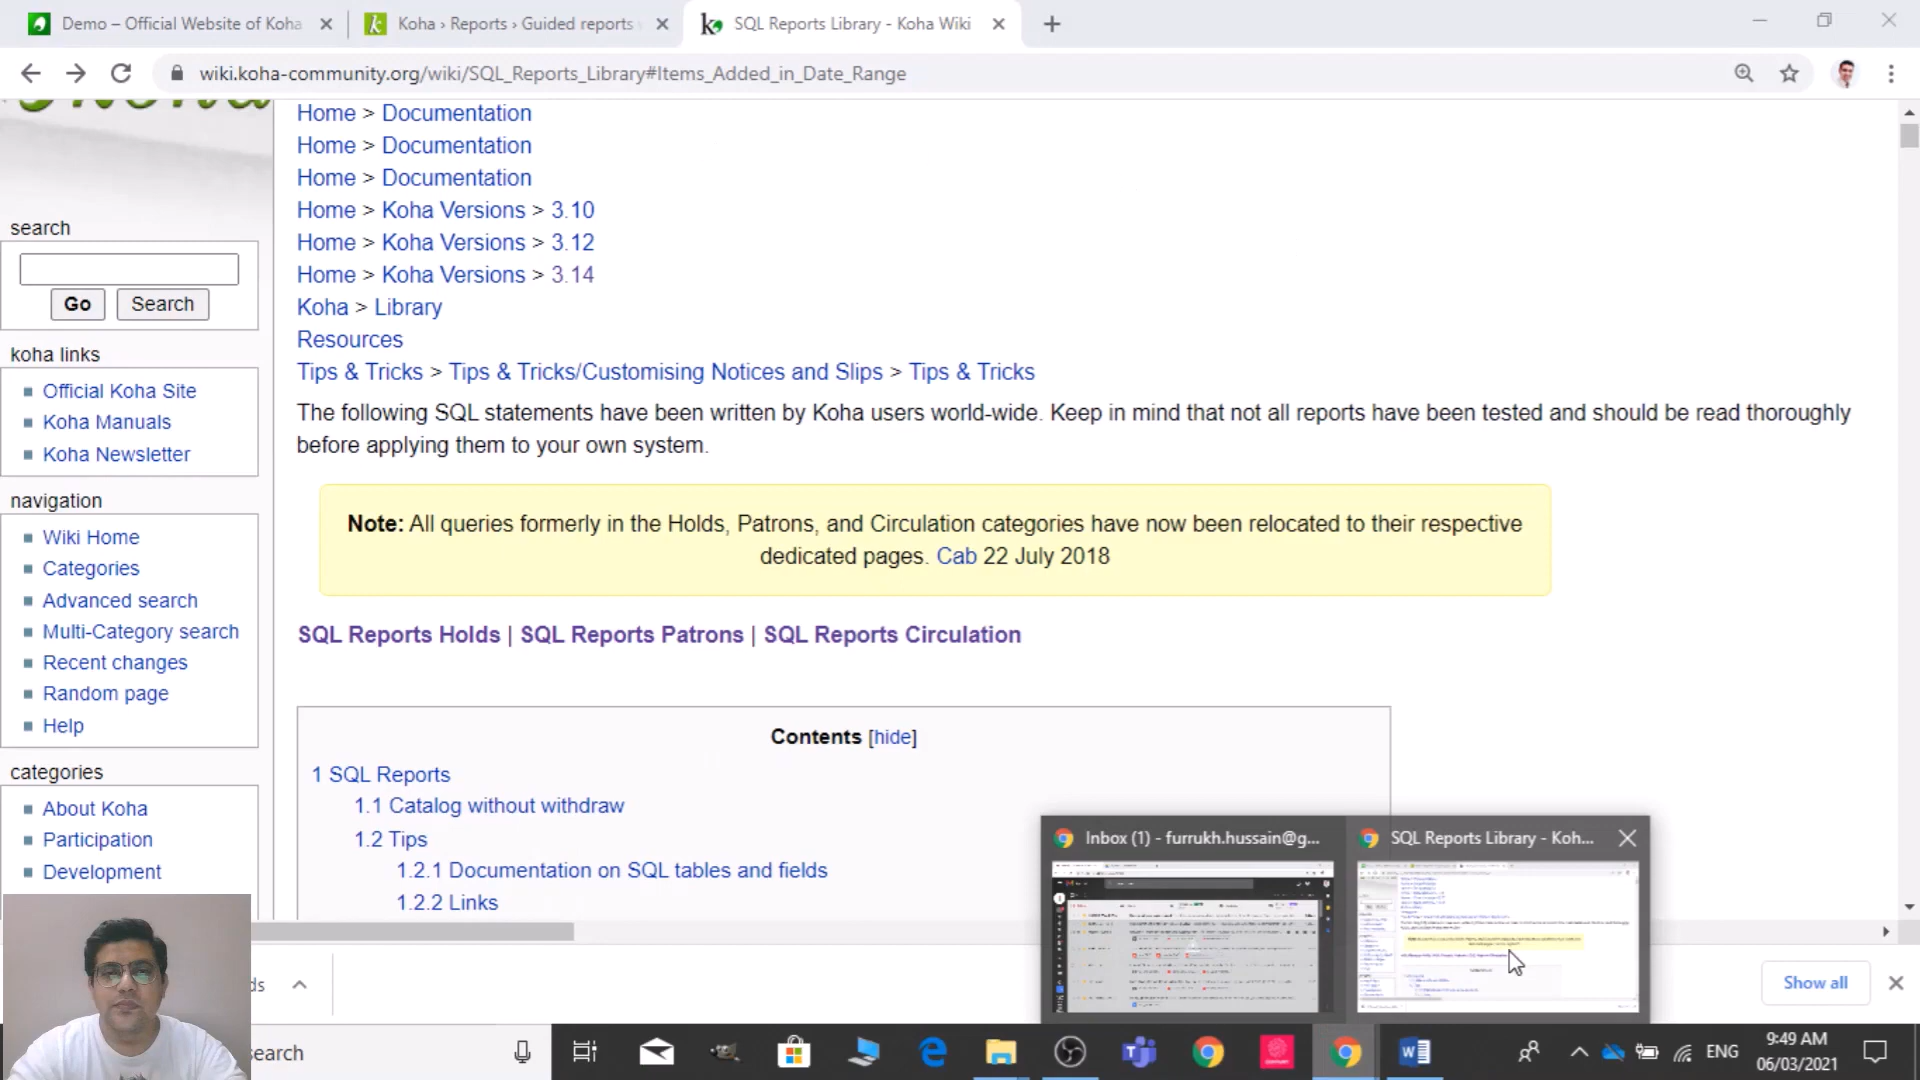 Demo – Official Website of Koha
Koha › Reports › Guided reports
SQL Reports Library - Koha Wiki
wiki.koha-community.org/wiki/SQL_Reports_Library#Items_Added_in_Date_Range
Home > Documentation
Home > Documentation
Home > Documentation
Home > Koha Versions > 3.10
Home > Koha Versions > 3.12
Home > Koha Versions > 3.14
Koha > Library
Resources
Tips & Tricks > Tips & Tricks/Customising Notices and Slips > Tips & Tricks
The following SQL statements have been written by Koha users world-wide. Keep in mind that not all reports have been tested and should be read thoroughly
before applying them to your own system.
Note: All queries formerly in the Holds, Patrons, and Circulation categories have now been relocated to their respective
dedicated pages. Cab 22 July 2018
SQL Reports Holds | SQL Reports Patrons | SQL Reports Circulation
Contents [hide]
1 SQL Reports
1.1 Catalog without withdraw
1.2 Tips
1.2.1 Documentation on SQL tables and fields
1.2.2 Links
search
Go
Search
koha links
Official Koha Site
Koha Manuals
Koha Newsletter
navigation
Wiki Home
Categories
Advanced search
Multi-Category search
Recent changes
Random page
Help
categories
About Koha
Participation
Development
Inbox (1) - furrukh.hussain@g...
SQL Reports Library - Koh...
ds
Show all
search
ENG
9:49 AM
06/03/2021